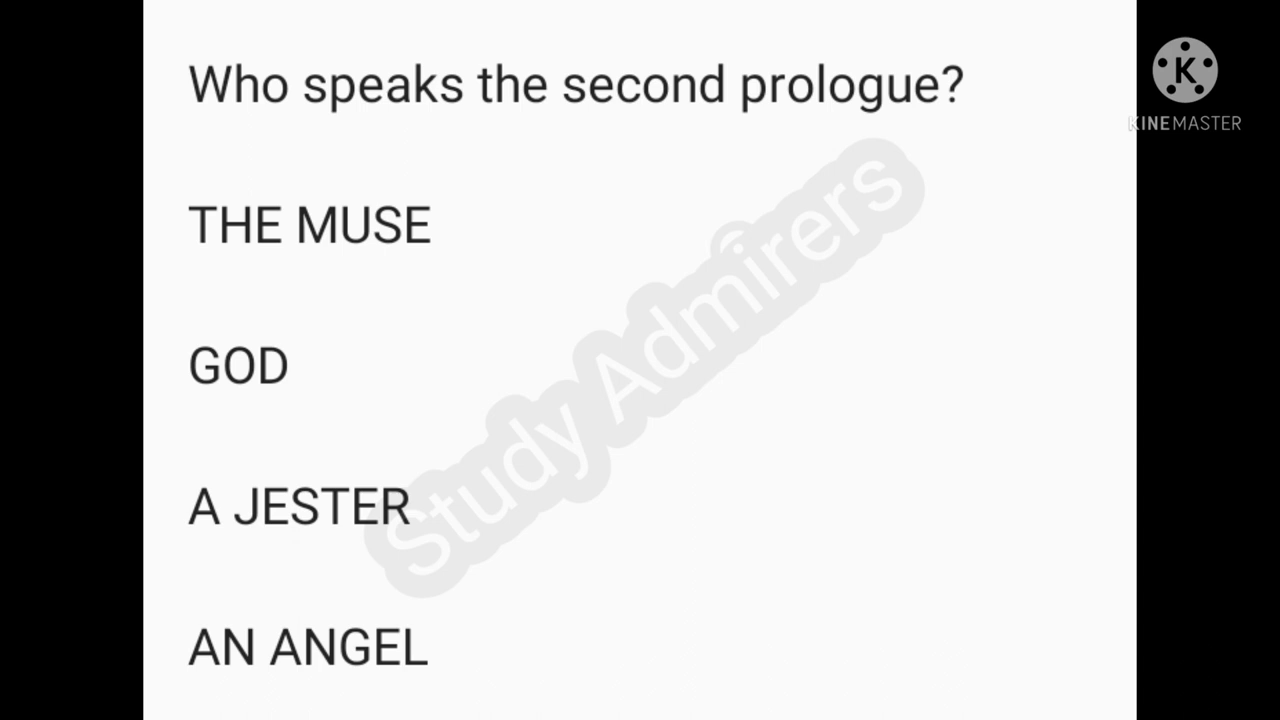 Who speaks the second prologue?
KINEMASTER
THE MUSE
GOD
A JESTER
AN ANGEL
Study Admirers